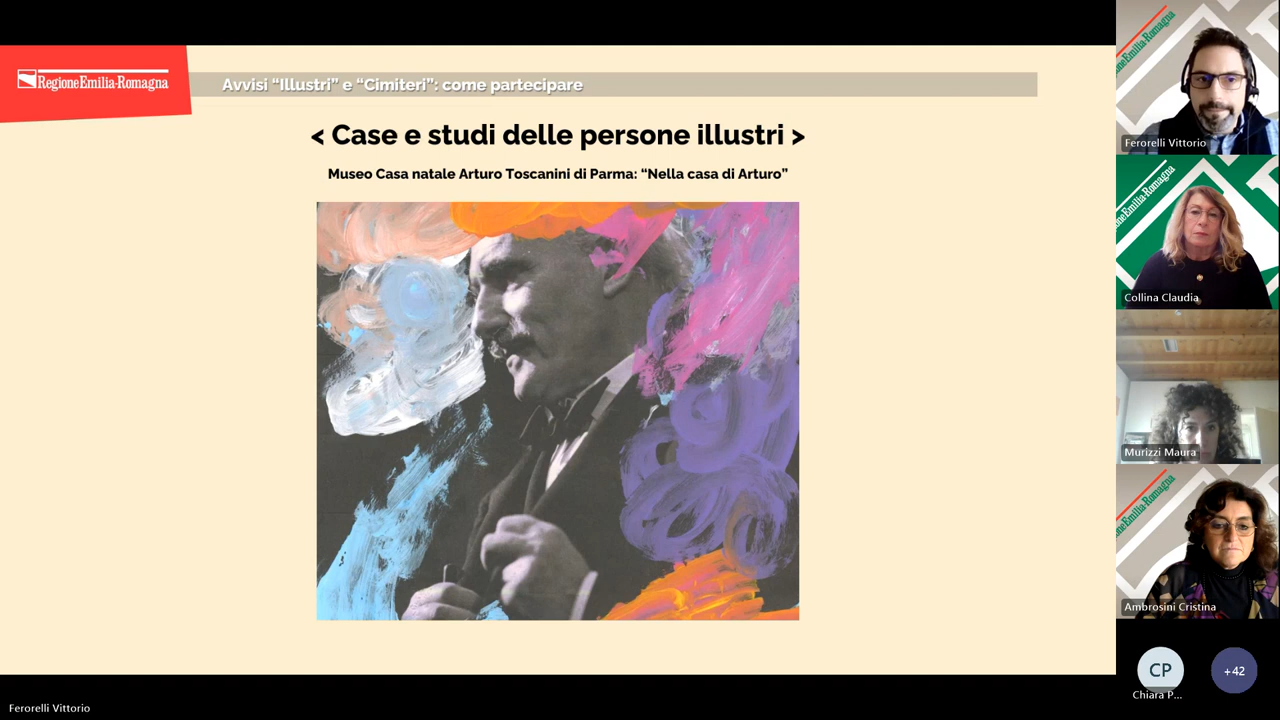 RegioneEmilia-Romagna
Avvisi “Illustri” e “Cimiteri”: come partecipare
< Case e studi delle persone illustri >
Museo Casa natale Arturo Toscanini di Parma: “Nella casa di Arturo”
Ferorelli Vittorio
Collina Claudia
Murizzi Maura
Ambrosini Cristina
CP
Chiara P...
+42
Ferorelli Vittorio